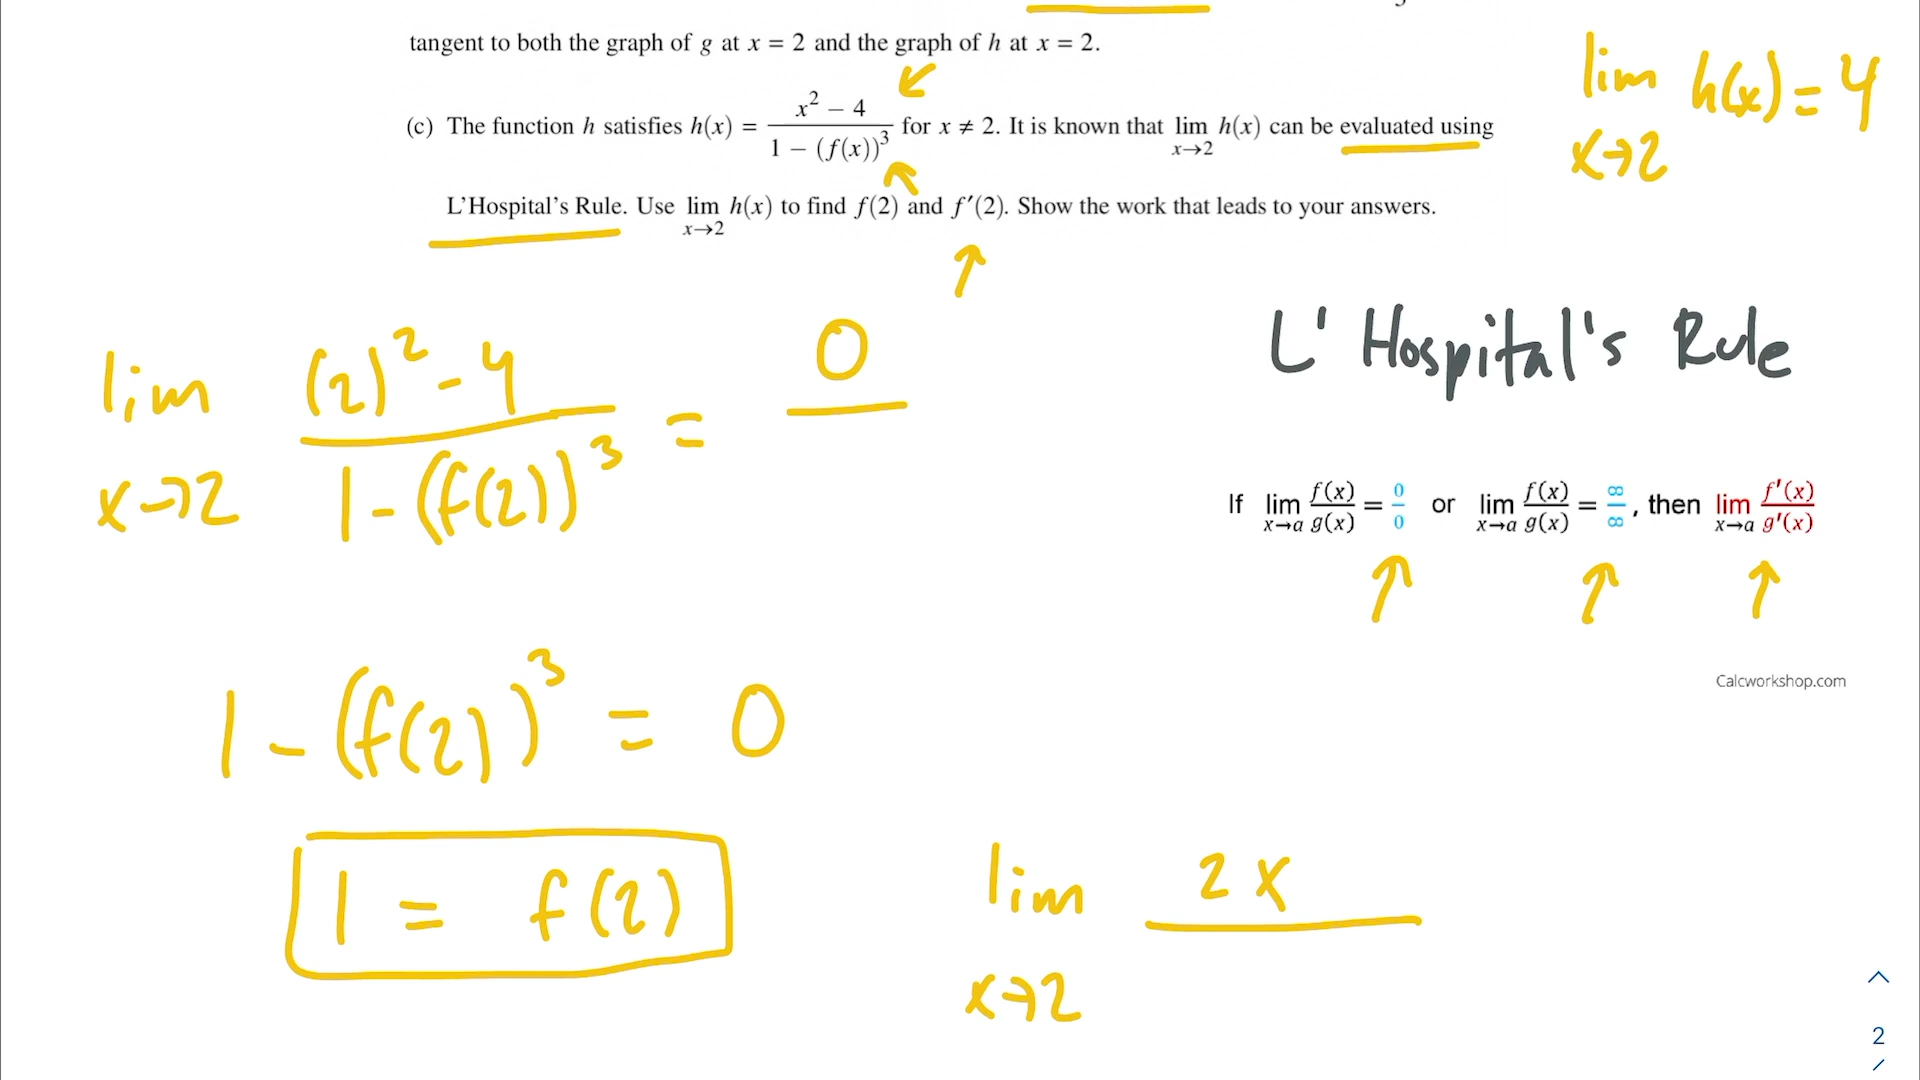 tangent to both the graph of g at x = 2 and the graph of h at x = 2.
lim h(x) = 4
x→2
x² − 4
(c) The function h satisfies h(x) = ——— for x ≠ 2. It is known that lim h(x) can be evaluated using
1 − (f(x))³ x→2
L’Hospital’s Rule. Use lim h(x) to find f(2) and f′(2). Show the work that leads to your answers.
x→2
L' Hospital's Rule
lim (2)² - 4 = 0
x→2 1 - (f(2))³
If lim f(x)/g(x) = 0/0 or lim f(x)/g(x) = ∞/∞, then lim f'(x)/g'(x)
x→a x→a x→a
Calcworkshop.com
1 - (f(2))³ = 0
1 = f(2)
lim 2x
x→2
2